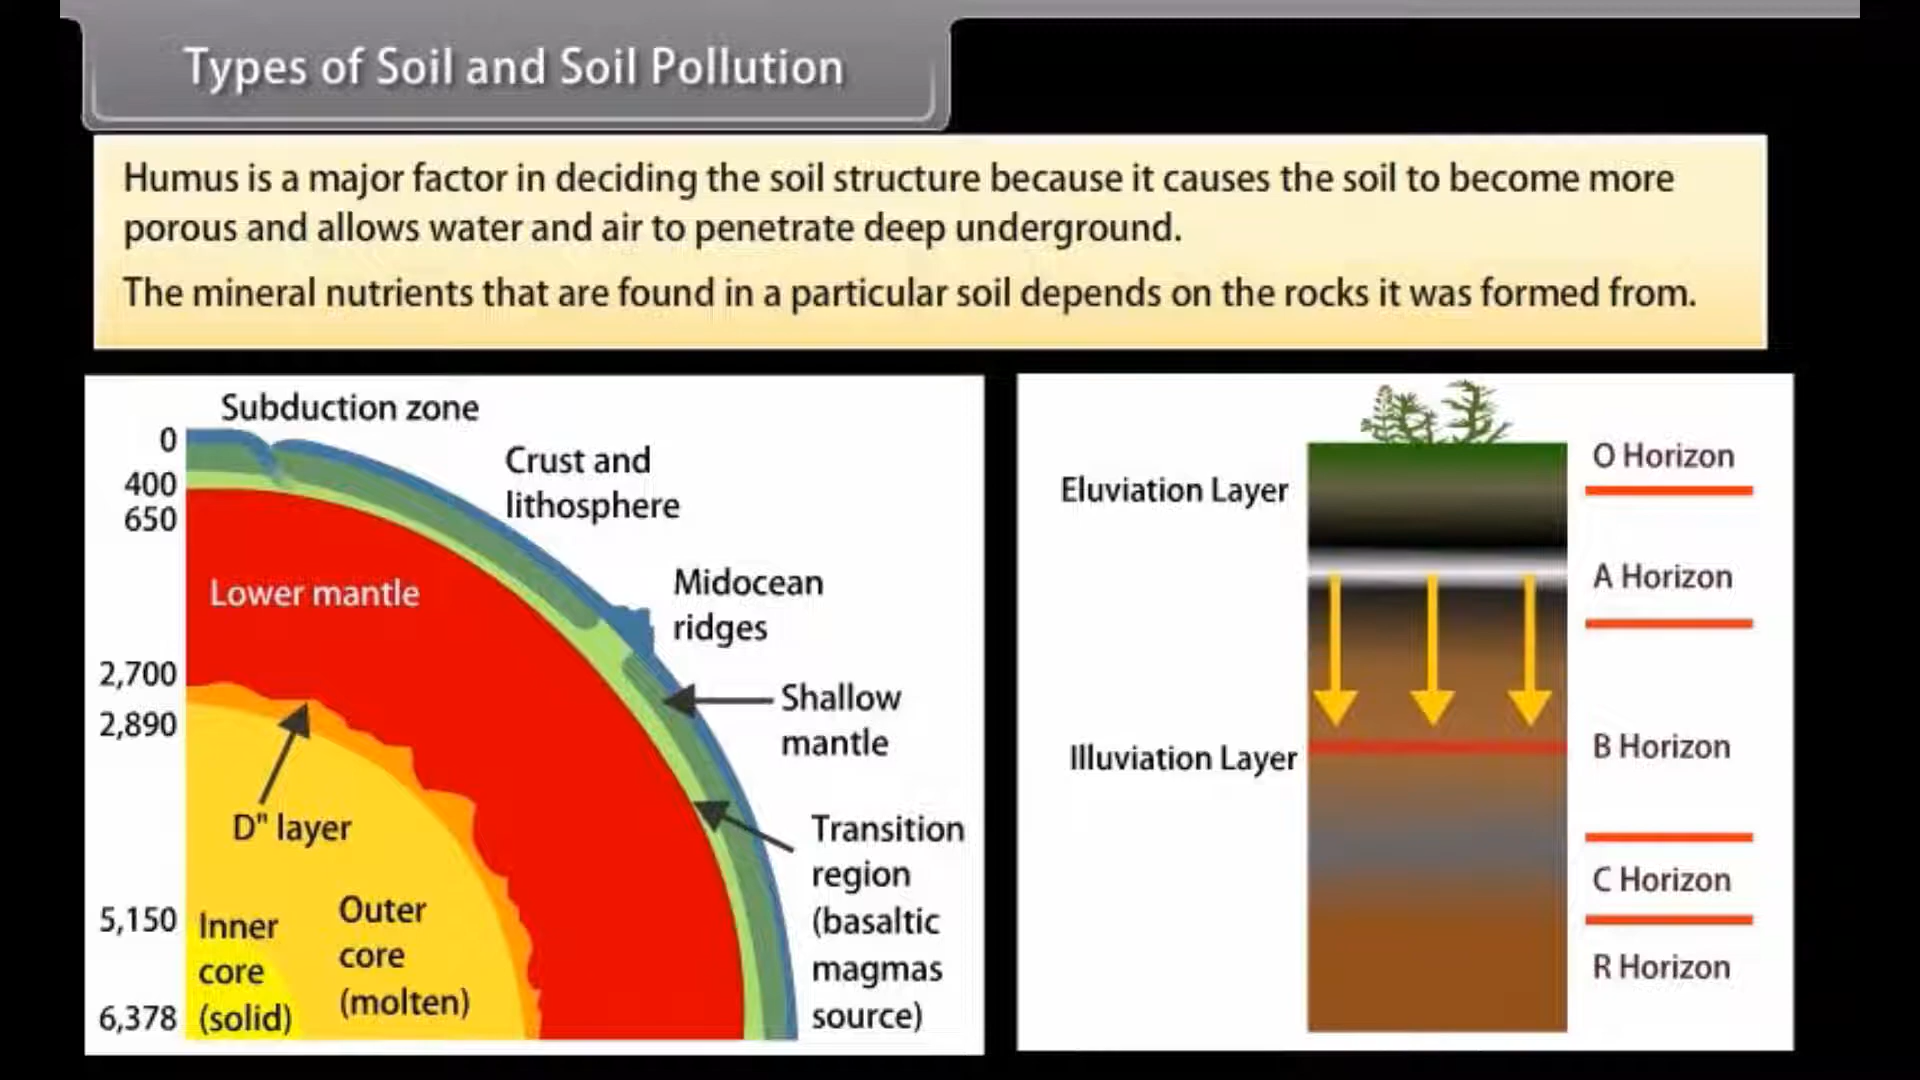 Types of Soil and Soil Pollution
Humus is a major factor in deciding the soil structure because it causes the soil to become more
porous and allows water and air to penetrate deep underground.
The mineral nutrients that are found in a particular soil depends on the rocks it was formed from.
Subduction zone
0
400
650
Crust and
lithosphere
Lower mantle
Midocean
ridges
2,700
2,890
Shallow
mantle
D" layer
Transition
region
(basaltic
magmas
source)
5,150
Inner
core
(solid)
Outer
core
(molten)
6,378
Eluviation Layer
Illuviation Layer
O Horizon
A Horizon
B Horizon
C Horizon
R Horizon